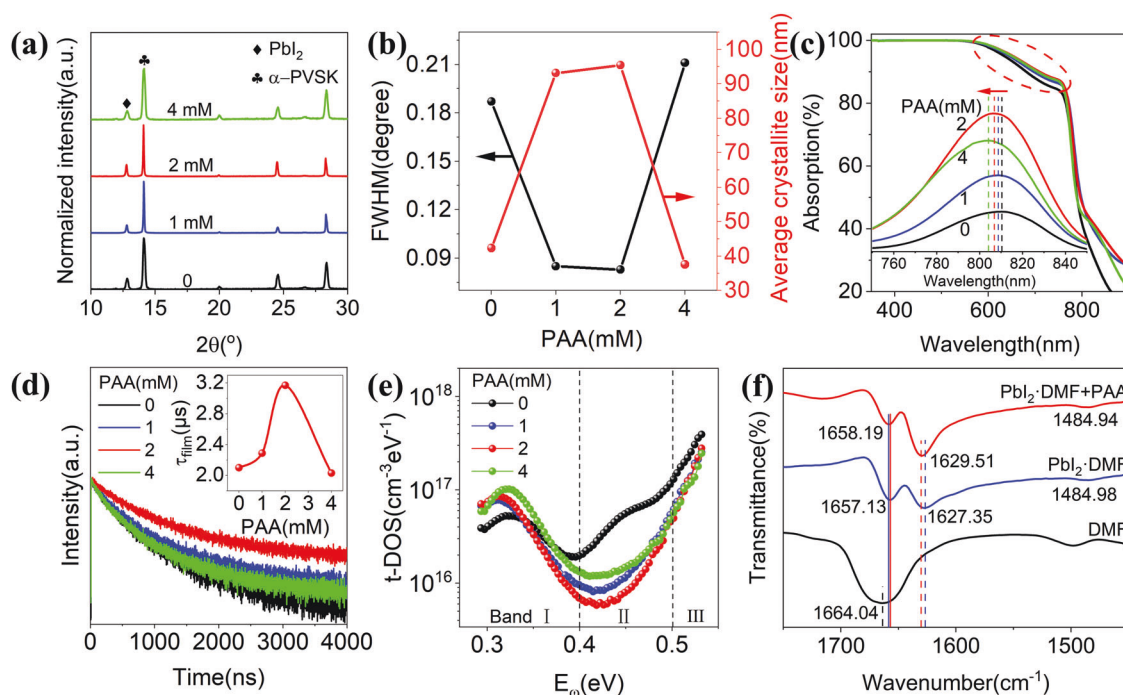 (a)
Normalized intensity(a.u.)
♦ PbI2
♣ α−PVSK
4 mM
2 mM
1 mM
0
10 15 20 25 30
2θ(°)
(b)
FWHM(degree)
0.21
0.18
0.15
0.12
0.09
0 1 2 4
PAA(mM)
Average crystallite size(nm)
100
90
80
70
60
50
40
30
(c)
Absorption(%)
100
80
60
40
20
PAA(mM)
2
4
1
0
760 780 800 820 840
Wavelength(nm)
400 600 800
Wavelength(nm)
(d)
Intensity(a.u.)
PAA(mM)
0
1
2
4
τfilm(μs)
3.2
2.8
2.4
2.0
0 1 2 3 4
PAA(mM)
0 1000 2000 3000 4000
Time(ns)
(e)
t-DOS(cm-3eV-1)
10^18
10^17
10^16
PAA(mM)
0
1
2
4
Band I II III
0.3 0.4 0.5
Eω(eV)
(f)
Transmittance(%)
PbI2·DMF+PAA
1658.19
1484.94
1629.51
PbI2·DMF
1657.13
1484.98
1627.35
DMF
1664.04
1700 1600 1500
Wavenumber(cm-1)